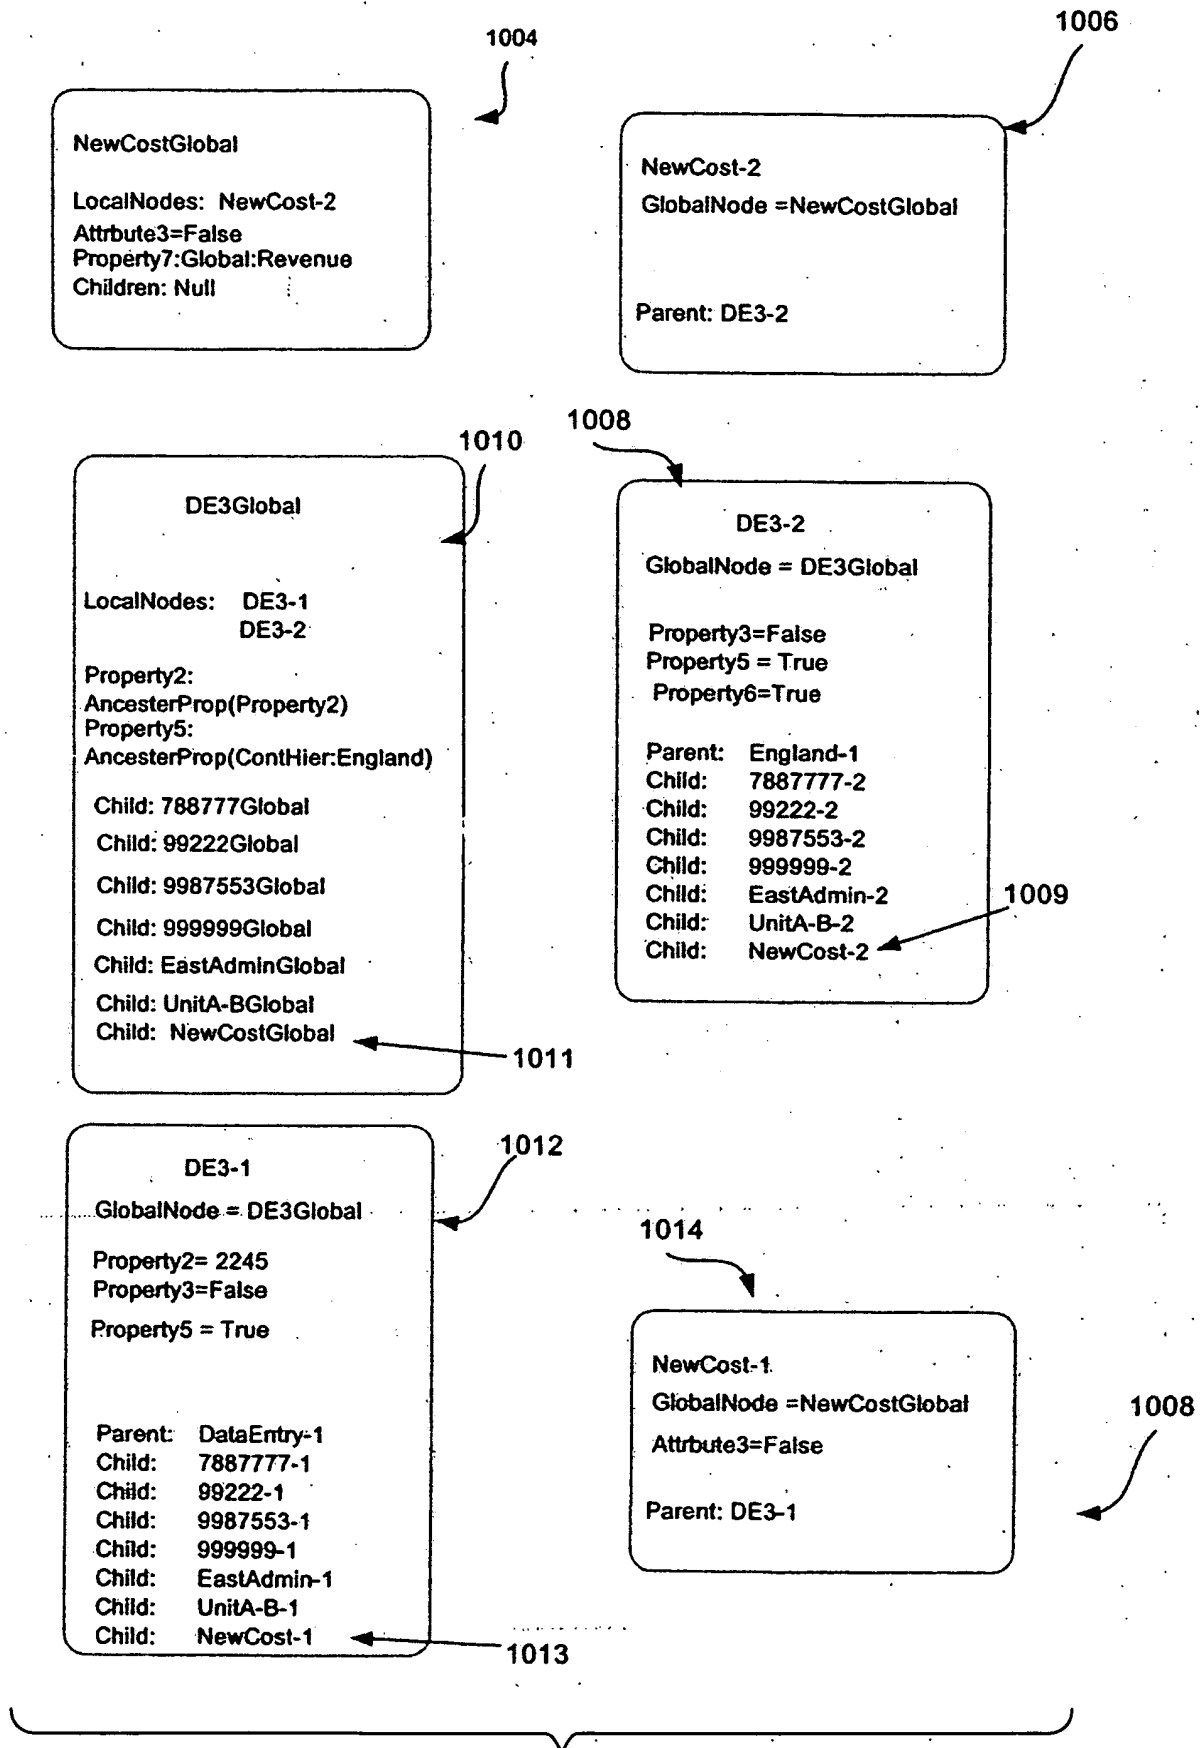 1004
1006
NewCostGlobal
LocalNodes: NewCost-2
Attrbute3=False
Property7:Global:Revenue
Children: Null
NewCost-2
GlobalNode =NewCostGlobal
Parent: DE3-2
1010
1008
DE3Global
LocalNodes: DE3-1
DE3-2
Property2:
AncesterProp(Property2)
Property5:
AncesterProp(ContHier:England)
Child: 788777Global
Child: 99222Global
Child: 9987553Global
Child: 999999Global
Child: EastAdminGlobal
Child: UnitA-BGlobal
Child: NewCostGlobal
1011
DE3-2
GlobalNode = DE3Global
Property3=False
Property5 = True
Property6=True
Parent: England-1
Child: 7887777-2
Child: 99222-2
Child: 9987553-2
Child: 999999-2
Child: EastAdmin-2
Child: UnitA-B-2
Child: NewCost-2
1009
1012
DE3-1
GlobalNode = DE3Global
Property2= 2245
Property3=False
Property5 = True
Parent: DataEntry-1
Child: 7887777-1
Child: 99222-1
Child: 9987553-1
Child: 999999-1
Child: EastAdmin-1
Child: UnitA-B-1
Child: NewCost-1
1013
1014
NewCost-1
GlobalNode =NewCostGlobal
Attrbute3=False
Parent: DE3-1
1008